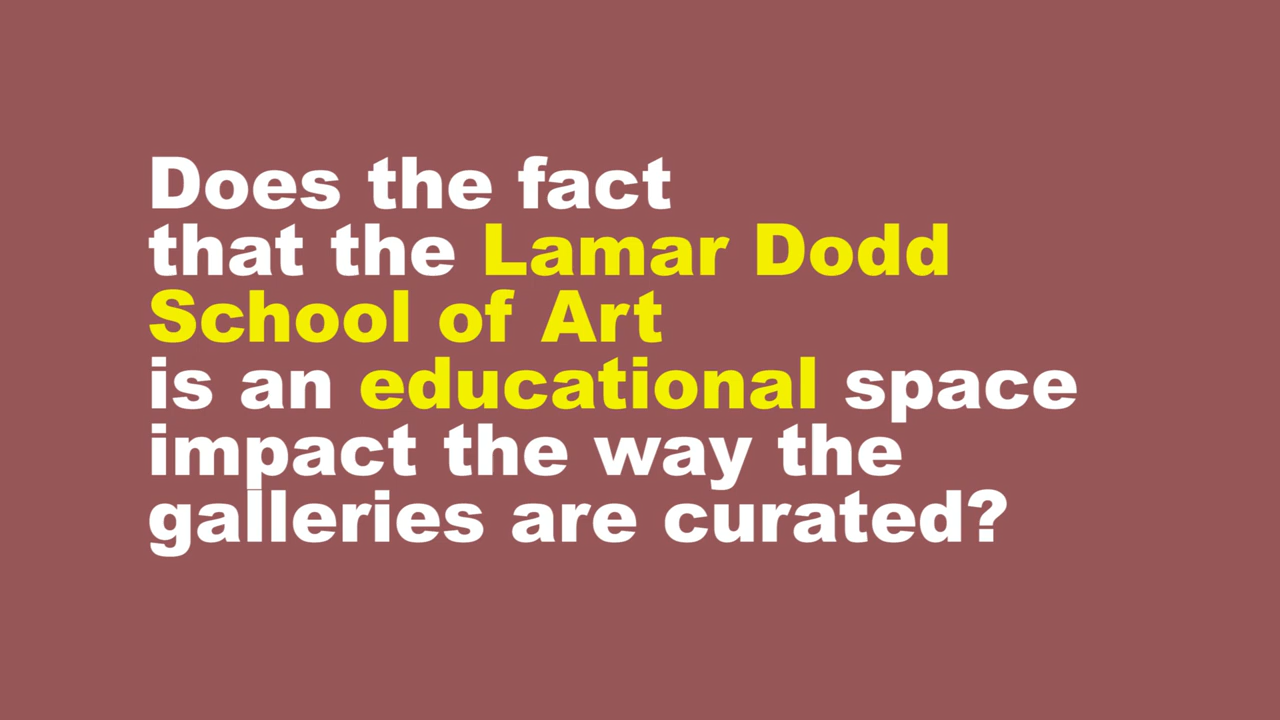 Does the fact
that the Lamar Dodd
School of Art
is an educational space
impact the way the
galleries are curated?